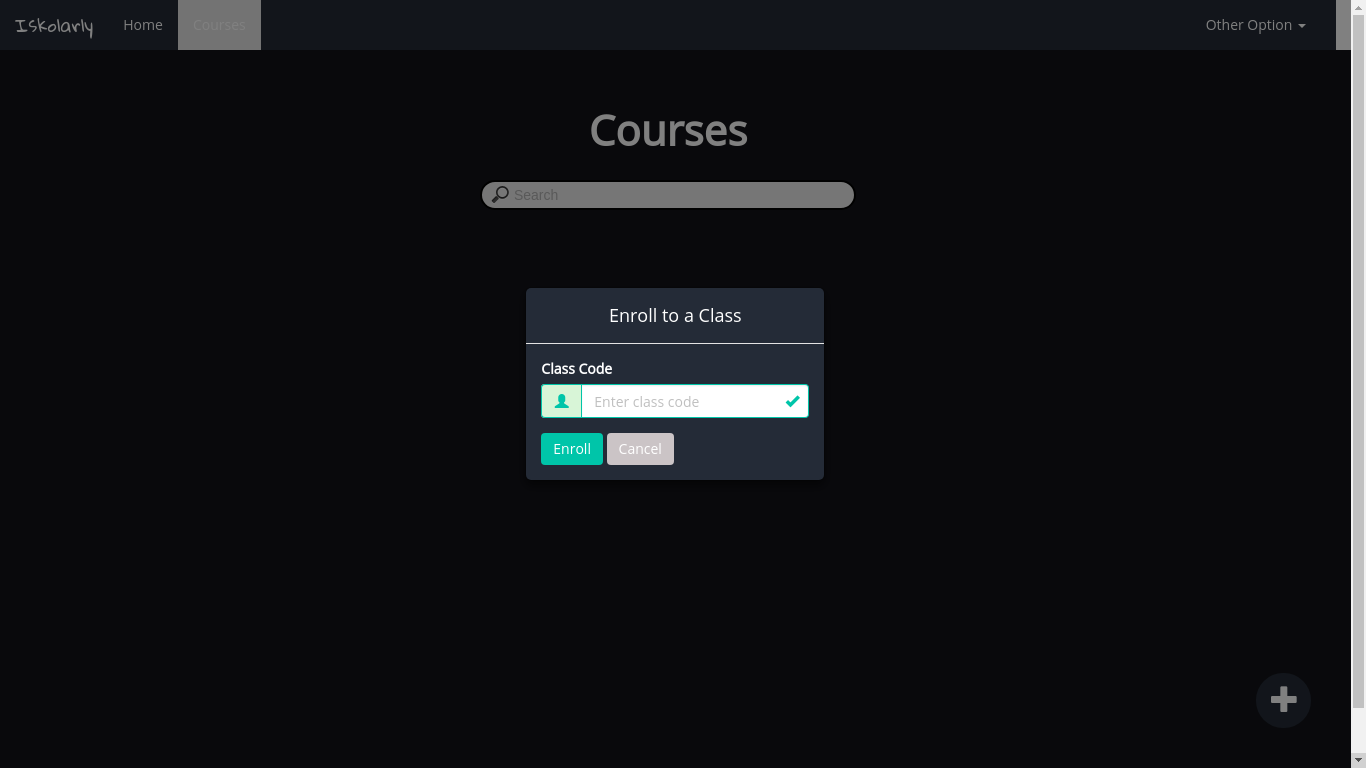 ISkolarly Home Courses Other Option
Courses
Search
Enroll to a Class
Class Code
Enter class code
Enroll Cancel